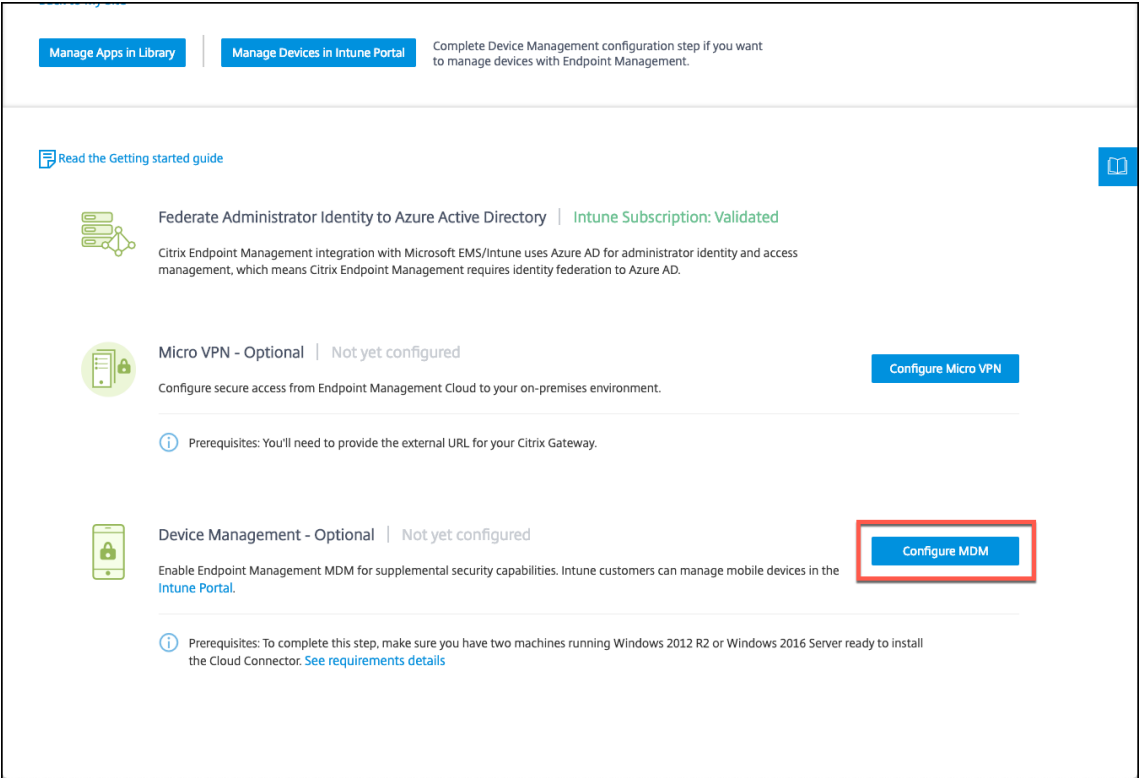 Back to My Site
Manage Apps in Library
Manage Devices in Intune Portal
Complete Device Management configuration step if you want
to manage devices with Endpoint Management.
Read the Getting started guide
Federate Administrator Identity to Azure Active Directory | Intune Subscription: Validated
Citrix Endpoint Management integration with Microsoft EMS/Intune uses Azure AD for administrator identity and access
management, which means Citrix Endpoint Management requires identity federation to Azure AD.
Micro VPN - Optional | Not yet configured
Configure Micro VPN
Configure secure access from Endpoint Management Cloud to your on-premises environment.
Prerequisites: You'll need to provide the external URL for your Citrix Gateway.
Device Management - Optional | Not yet configured
Configure MDM
Enable Endpoint Management MDM for supplemental security capabilities. Intune customers can manage mobile devices in the
Intune Portal.
Prerequisites: To complete this step, make sure you have two machines running Windows 2012 R2 or Windows 2016 Server ready to install
the Cloud Connector. See requirements details